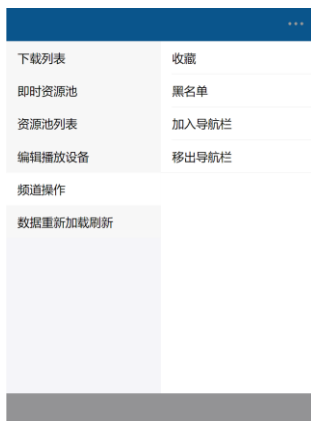 下载列表
即时资源池
资源池列表
编辑播放设备
频道操作
数据重新加载刷新
收藏
黑名单
加入导航栏
移出导航栏